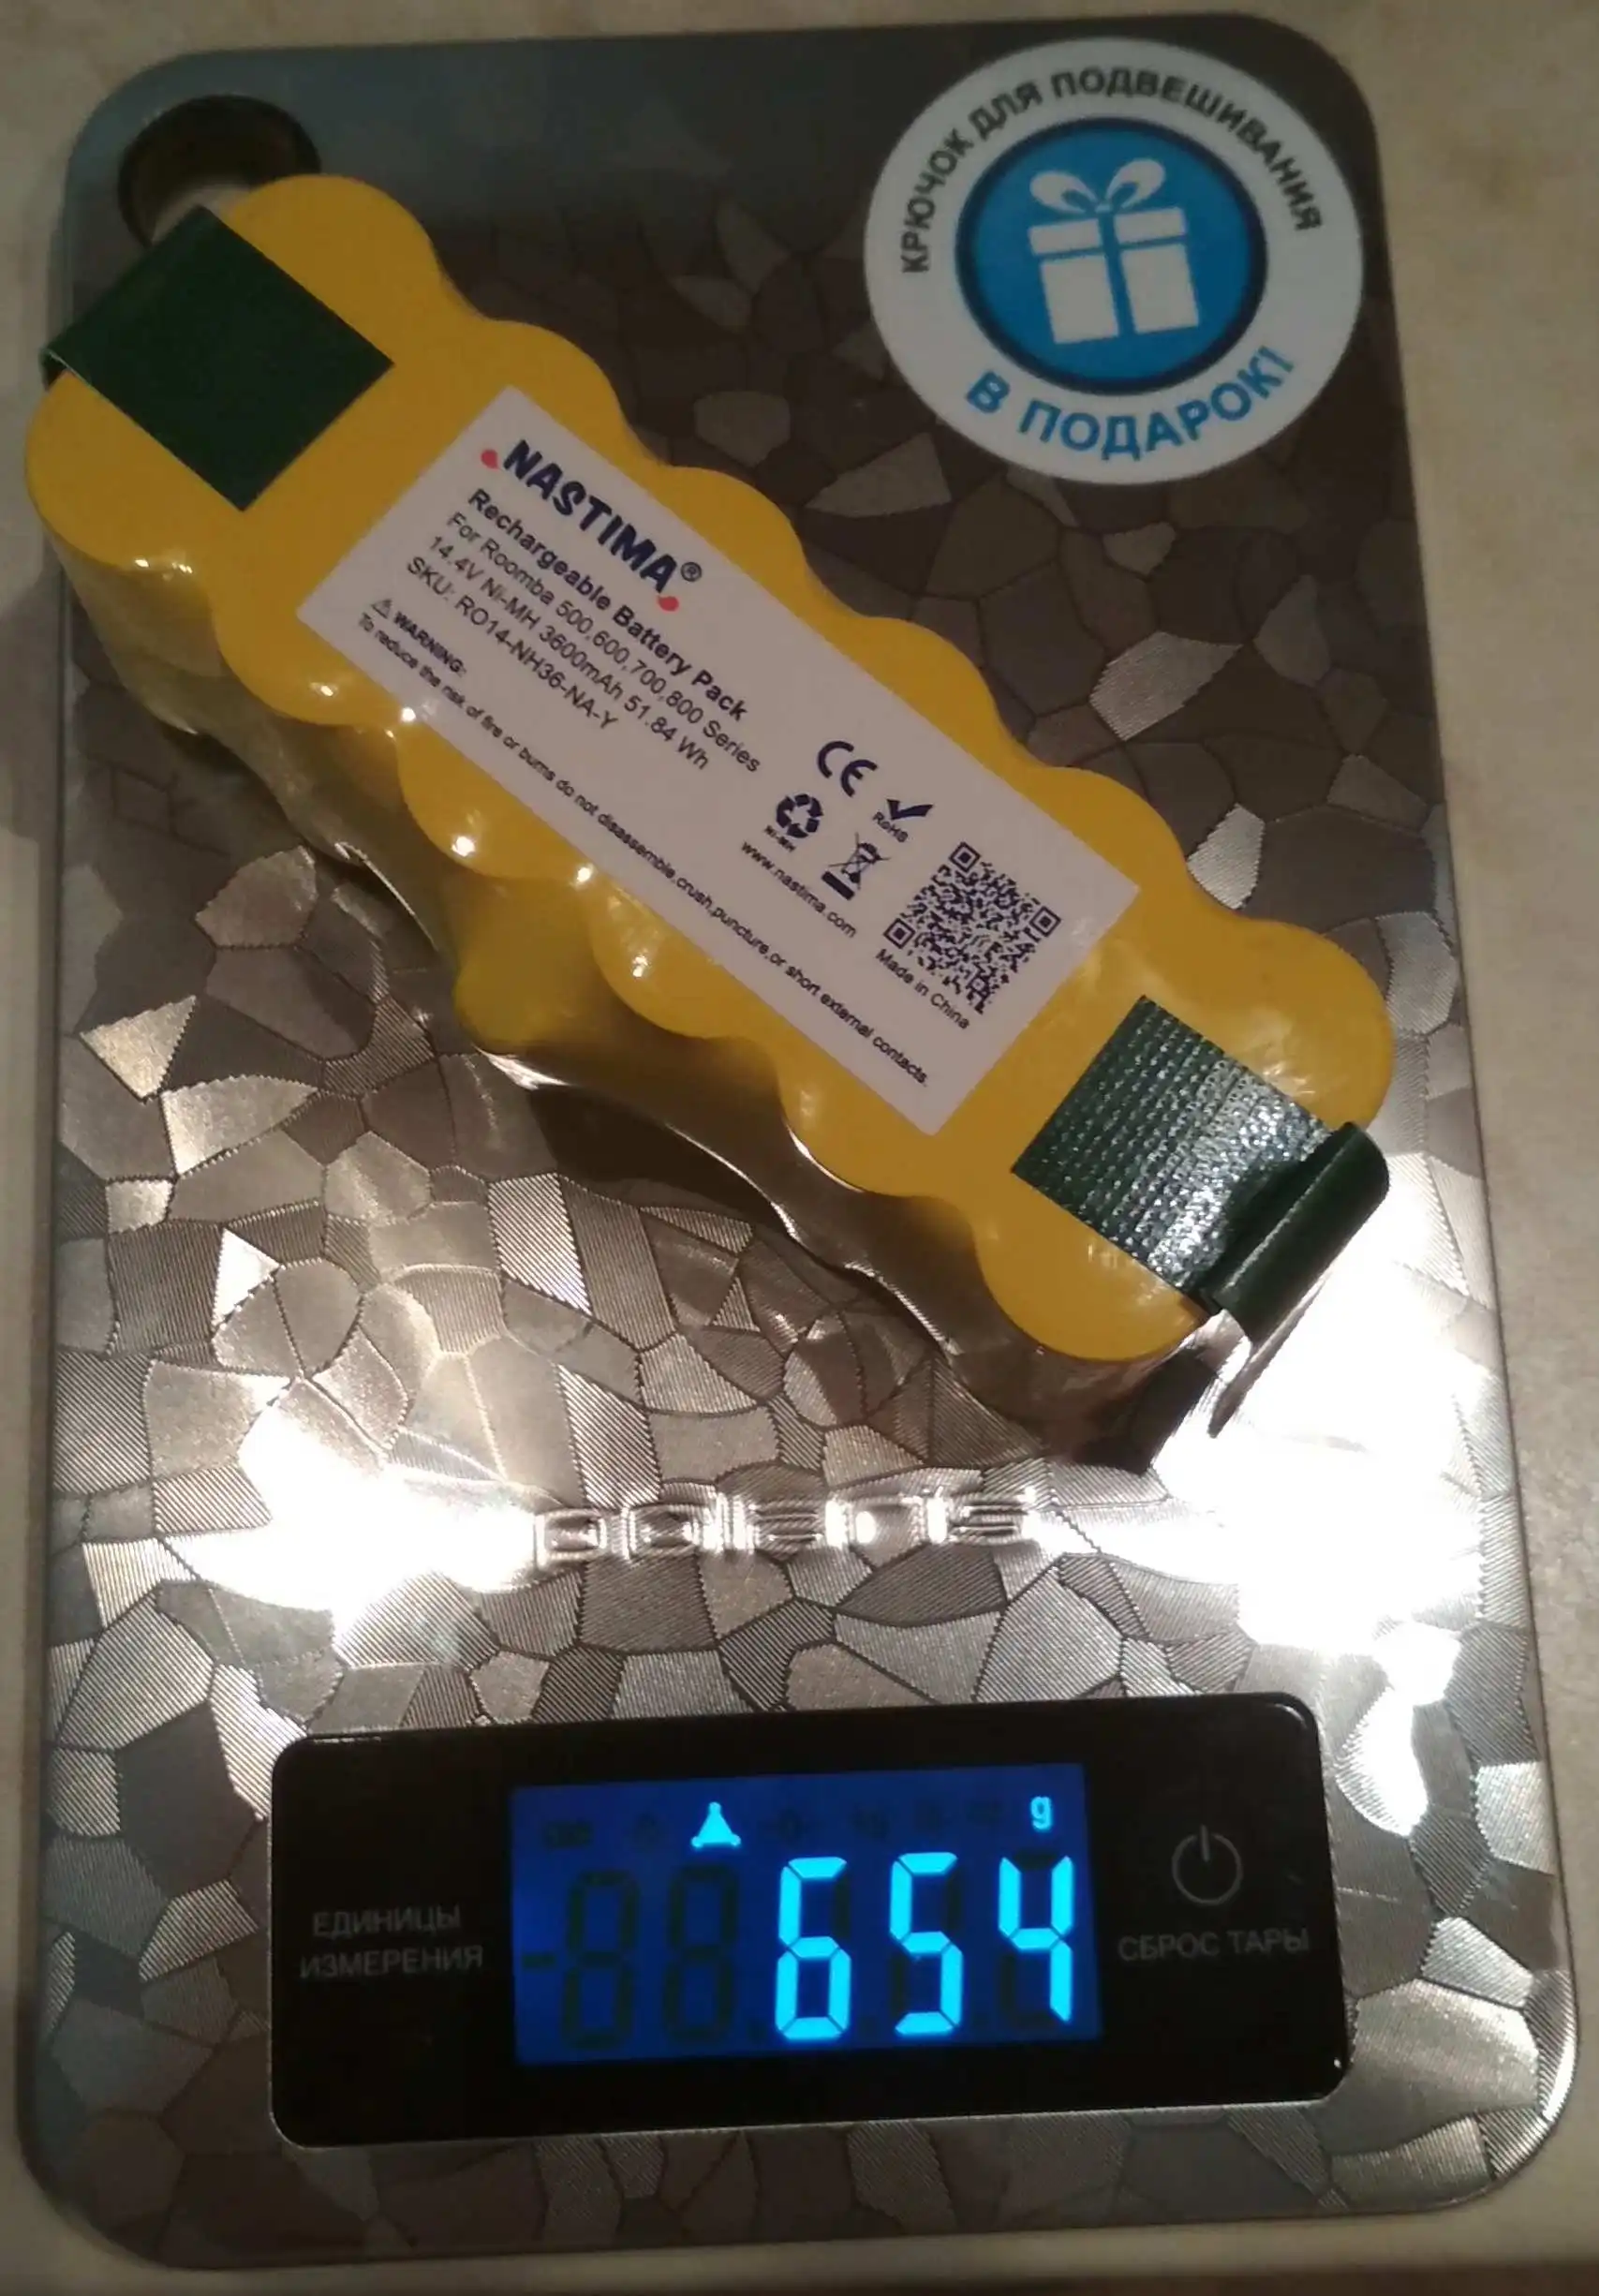 КРЮЧОК ДЛЯ ПОДВЕШИВАНИЯ
В ПОДАРОК!
NASTIMA®
Rechargeable Battery Pack
For Roomba 500,600,700,800 Series
14.4V Ni-MH 3600mAh 51.84 Wh
SKU: RO14-NH36-NA-Y
⚠ WARNING:
To reduce the risk of fire or burns do not disassemble,crush,puncture,or short external contacts.
CE
RoHS
Ni-MH
www.nastima.com
Made in China
polaris
g
654
ЕДИНИЦЫ
ИЗМЕРЕНИЯ
СБРОС ТАРЫ